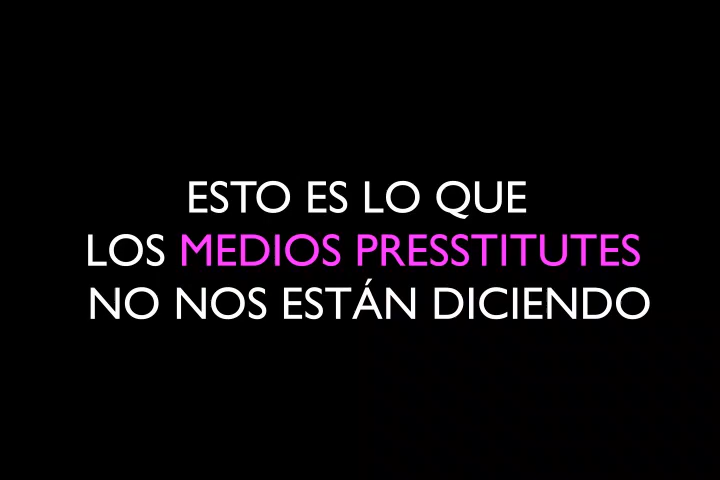 ESTO ES LO QUE
LOS MEDIOS PRESSTITUTES
NO NOS ESTÁN DICIENDO